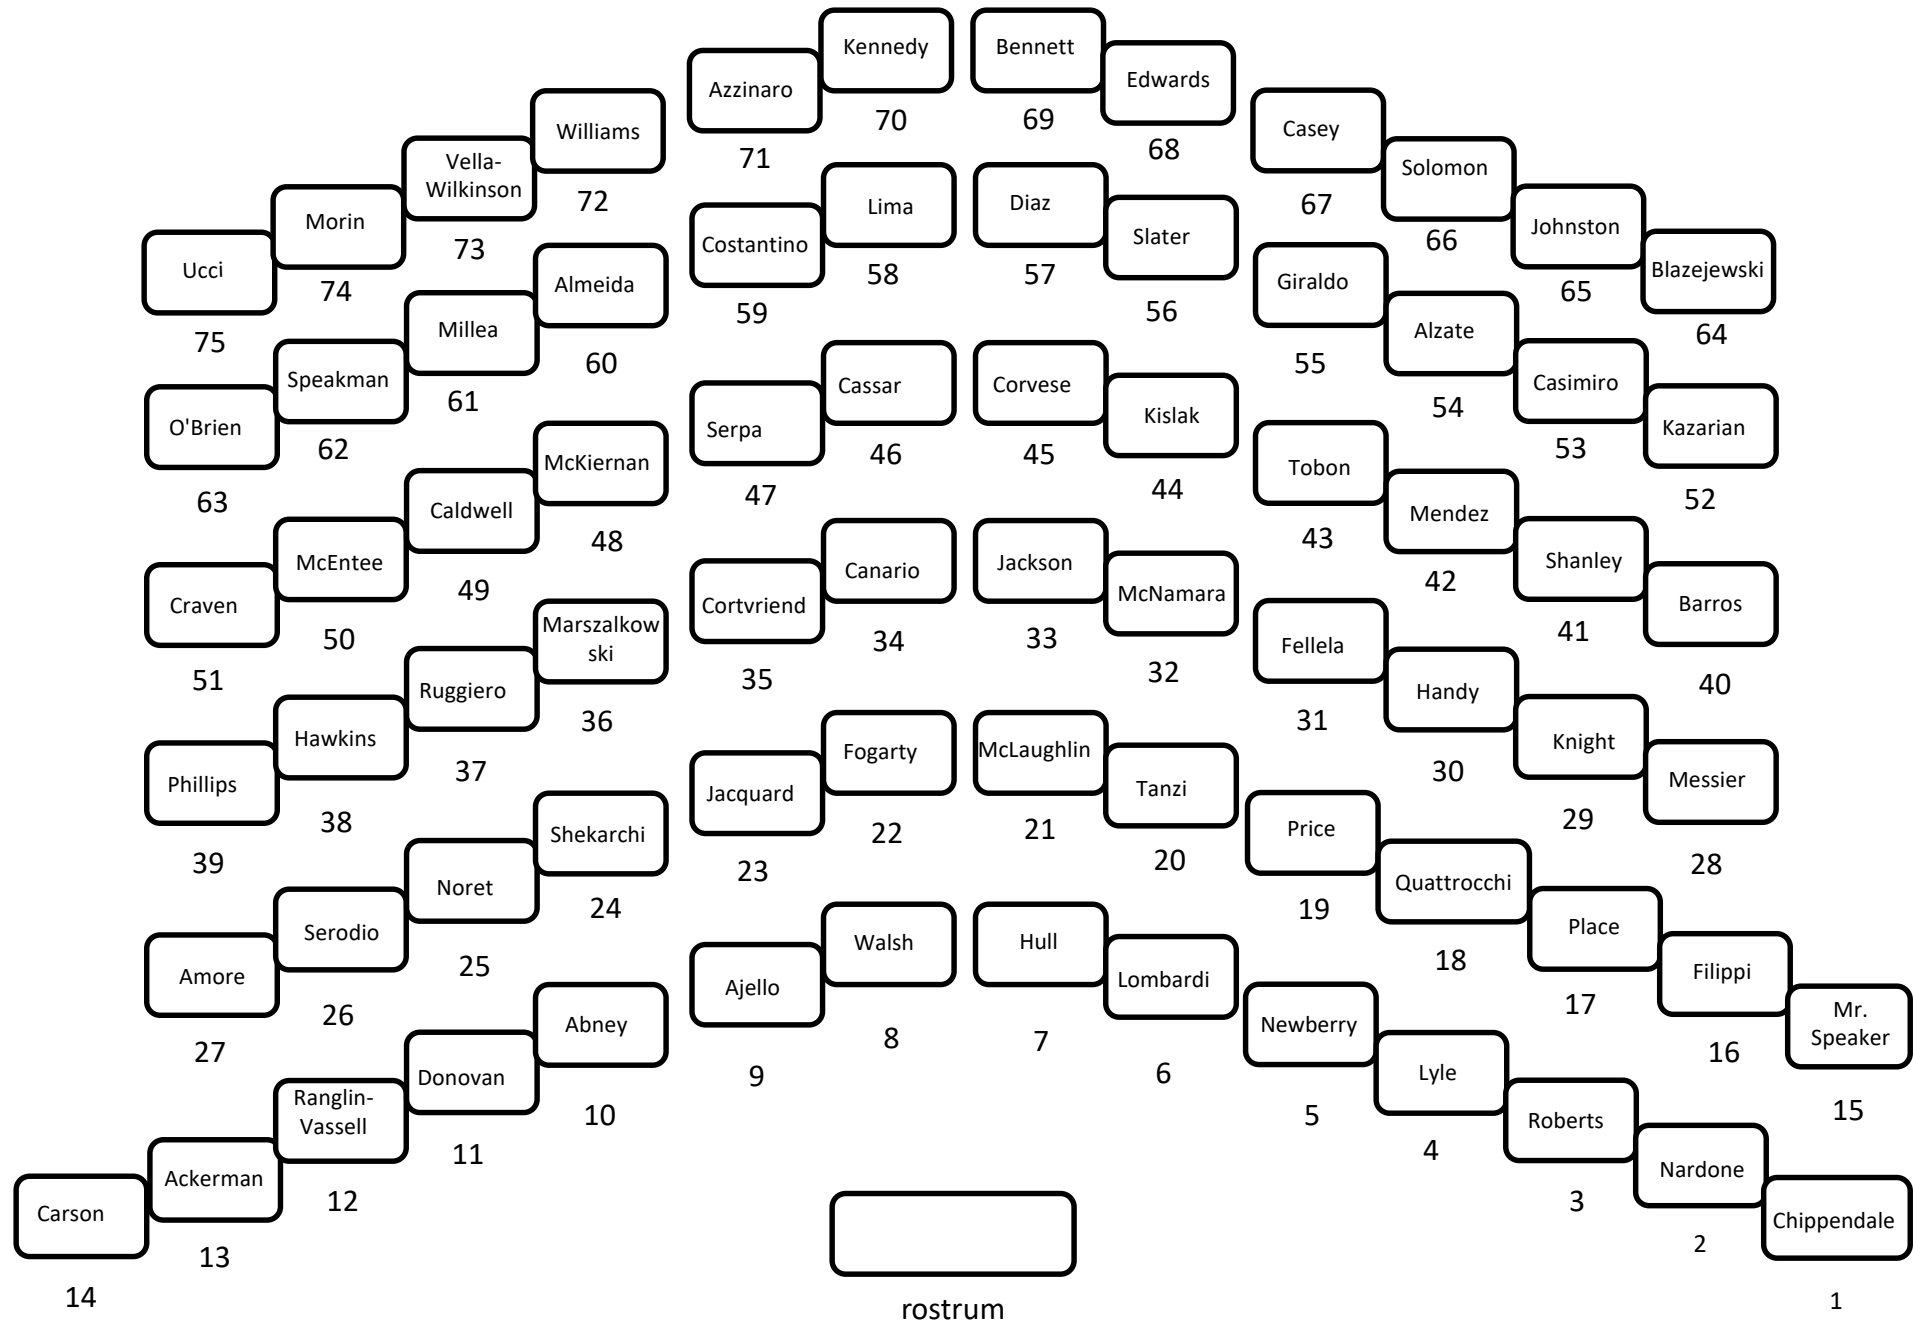 Kennedy
Bennett
Azzinaro
Edwards
70
69
Williams
71
68
Casey
Vella-
Wilkinson
72
67
Solomon
Morin
73
66
Johnston
Ucci
74
65
Blazejewski
75
64
Lima
Diaz
Costantino
Slater
58
57
Almeida
59
56
Giraldo
Millea
60
55
Alzate
Speakman
61
54
Casimiro
O'Brien
62
53
Kazarian
63
52
Cassar
Corvese
Serpa
Kislak
46
45
McKiernan
47
44
Tobon
Caldwell
48
43
Mendez
McEntee
49
42
Shanley
Craven
50
41
Barros
51
40
Canario
Jackson
Cortvriend
McNamara
34
33
Marszalkow
ski
35
32
Fellela
Ruggiero
36
31
Handy
Hawkins
37
30
Knight
Phillips
38
29
Messier
39
28
Fogarty
McLaughlin
Jacquard
Tanzi
22
21
Shekarchi
23
20
Price
Noret
24
19
Quattrocchi
Serodio
25
18
Place
Amore
26
17
Filippi
27
16
Mr.
Speaker
15
Walsh
Hull
Ajello
Lombardi
8
7
Abney
9
6
Newberry
Donovan
10
5
Lyle
Ranglin-
Vassell
11
4
Roberts
Ackerman
12
3
Nardone
Carson
13
2
Chippendale
14
1
rostrum